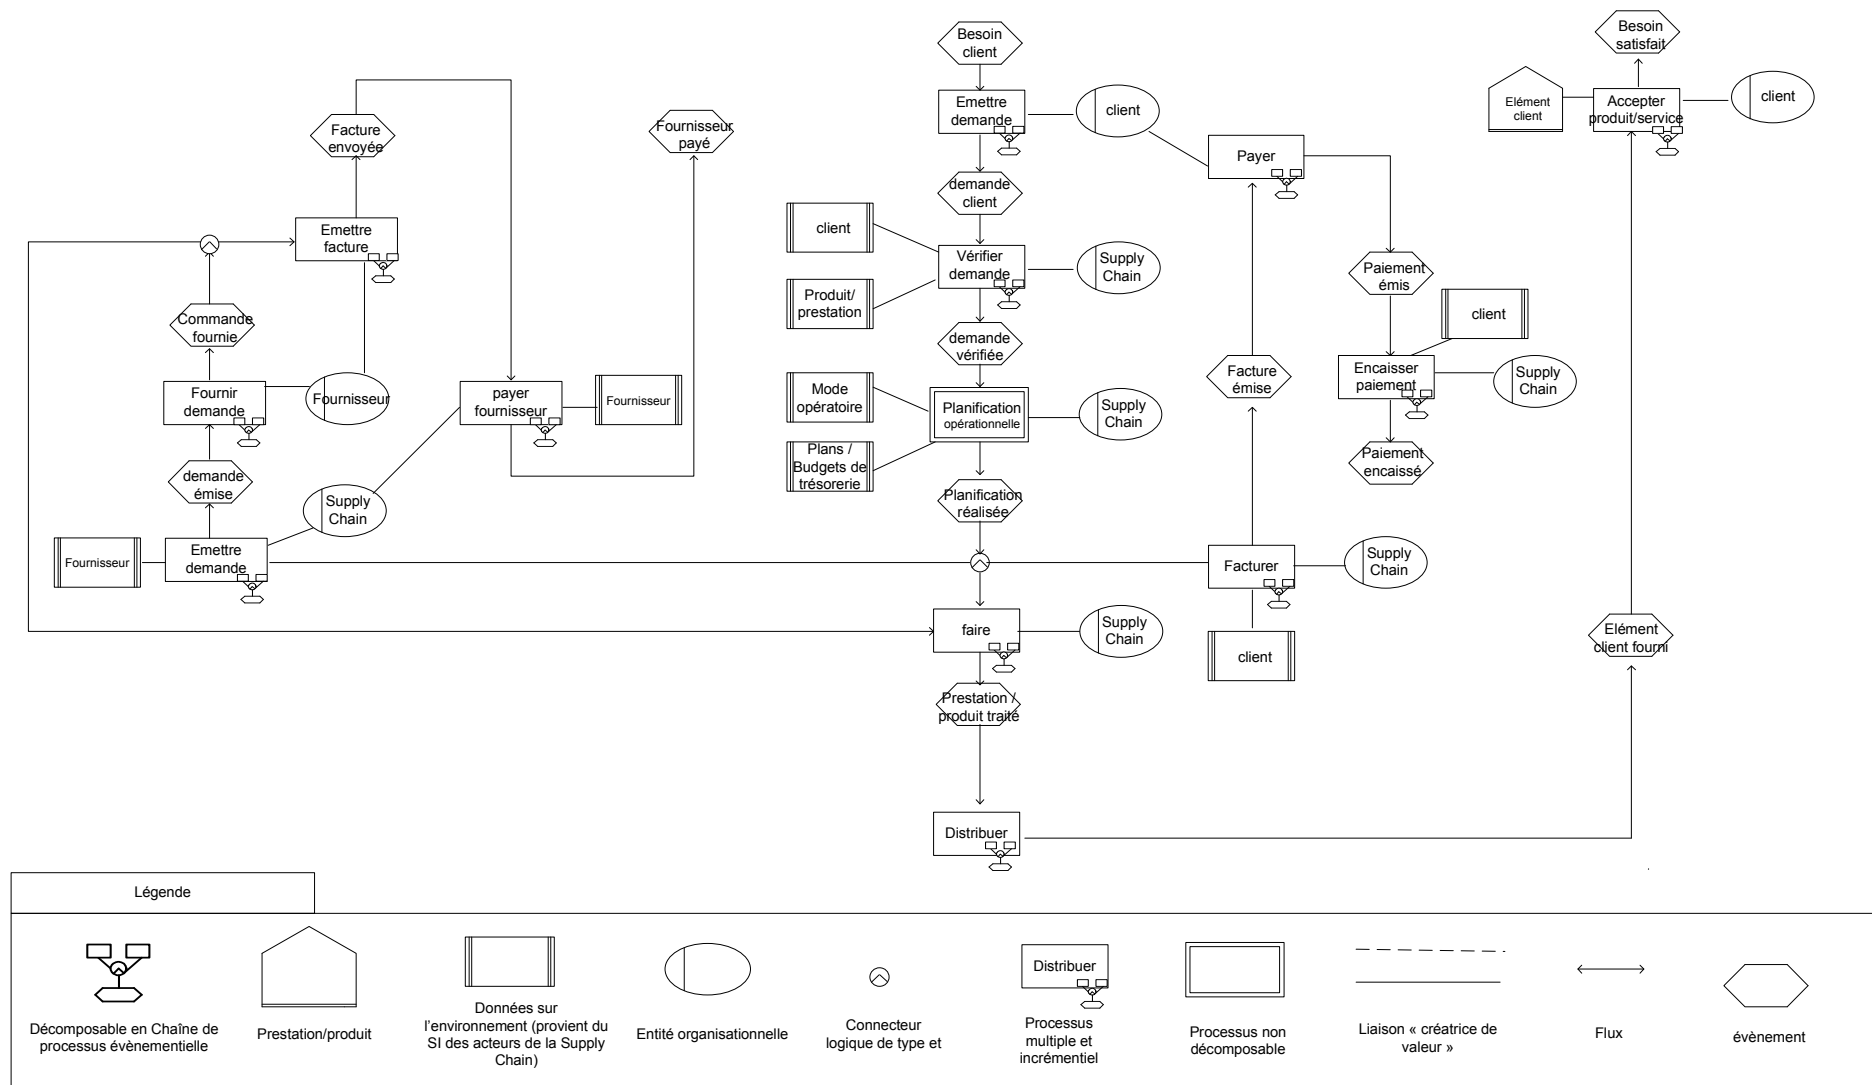 Besoin
client
Besoin
satisfait
Emettre
demande
client
Elément
client
Accepter
produit/service
client
Facture
envoyée
Fournisseur
payé
Payer
demande
client
client
Emettre
facture
Vérifier
demande
Supply
Chain
Paiement
émis
Produit/
prestation
client
Commande
fournie
demande
vérifiée
Facture
émise
Encaisser
paiement
Supply
Chain
Fournir
demande
Fournisseur
payer
fournisseur
Fournisseur
Mode
opératoire
Planification
opérationnelle
Supply
Chain
Plans /
Budgets de
trésorerie
Paiement
encaissé
demande
émise
Supply
Chain
Planification
réalisée
Fournisseur
Emettre
demande
Facturer
Supply
Chain
faire
Supply
Chain
client
Elément
client fourni
Prestation /
produit traité
Distribuer
Légende
Décomposable en Chaîne de
processus évènementielle
Prestation/produit
Données sur
l'environnement (provient du
SI des acteurs de la Supply
Chain)
Entité organisationnelle
Connecteur
logique de type et
Distribuer
Processus
multiple et
incrémentiel
Processus non
décomposable
Liaison « créatrice de
valeur »
Flux
évènement